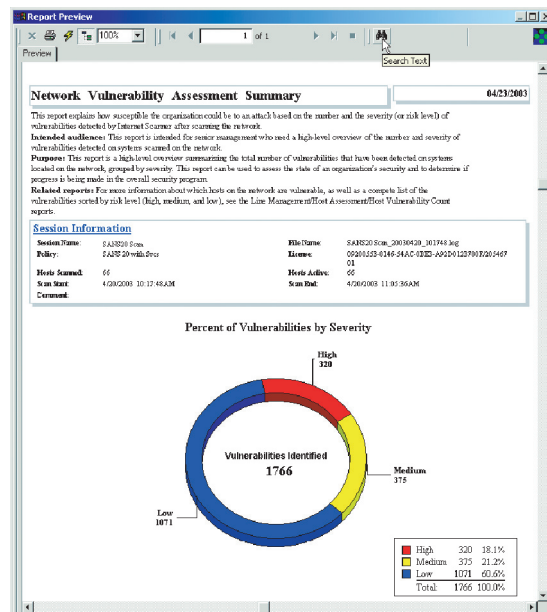 Report Preview
100%
1 of 1
Search Text
Preview
Network Vulnerability Assessment Summary
04/23/2003
This report explains how susceptible the organization could be to an attack based on the number and the severity (or risk level) of
vulnerabilities detected by Internet Scanner after scanning the network.
Intended audience: This report is intended for senior management who need a high-level overview of the number and severity of
vulnerabilities detected on systems scanned on the network.
Purpose: This report is a high-level overview summarizing the total number of vulnerabilities that have been detected on systems
located on the network, grouped by severity. This report can be used to assess the state of an organization's security and to determine if
progress is being made in the overall security program.
Related reports: For more information about which hosts on the network are vulnerable, as well as a compete list of the
vulnerabilities sorted by risk level (high, medium, and low), see the Line Management/Host Assessment/Host Vulnerability Count
reports.
Session Information
Session Name: SANS20 Scan
File Name: SANS20 Scan_20030420_101748.log
Policy: SANS20 with Svcs
License:
01
Hosts Scanned: 66
Hosts Active: 66
Scan Start: 4/20/2003 10:17:48AM
Scan End: 4/20/2003 11:05:36AM
Comment:
Percent of Vulnerabilities by Severity
High
320
Vulnerabilities Identified
1766
Medium
375
Low
1071
High 320 18.1%
Medium 375 21.2%
Low 1071 60.6%
Total: 1766 100.0%